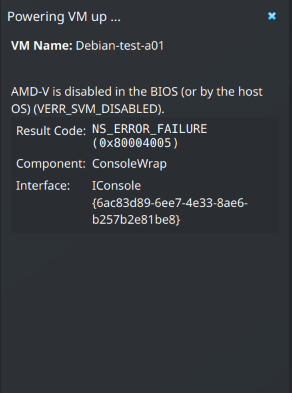 Powering VM up ...
VM Name: Debian-test-a01
AMD-V is disabled in the BIOS (or by the host
OS) (VERR_SVM_DISABLED).
Result Code: NS_ERROR_FAILURE
(0x80004005)
Component: ConsoleWrap
Interface: IConsole
{6ac83d89-6ee7-4e33-8ae6-
b257b2e81be8}